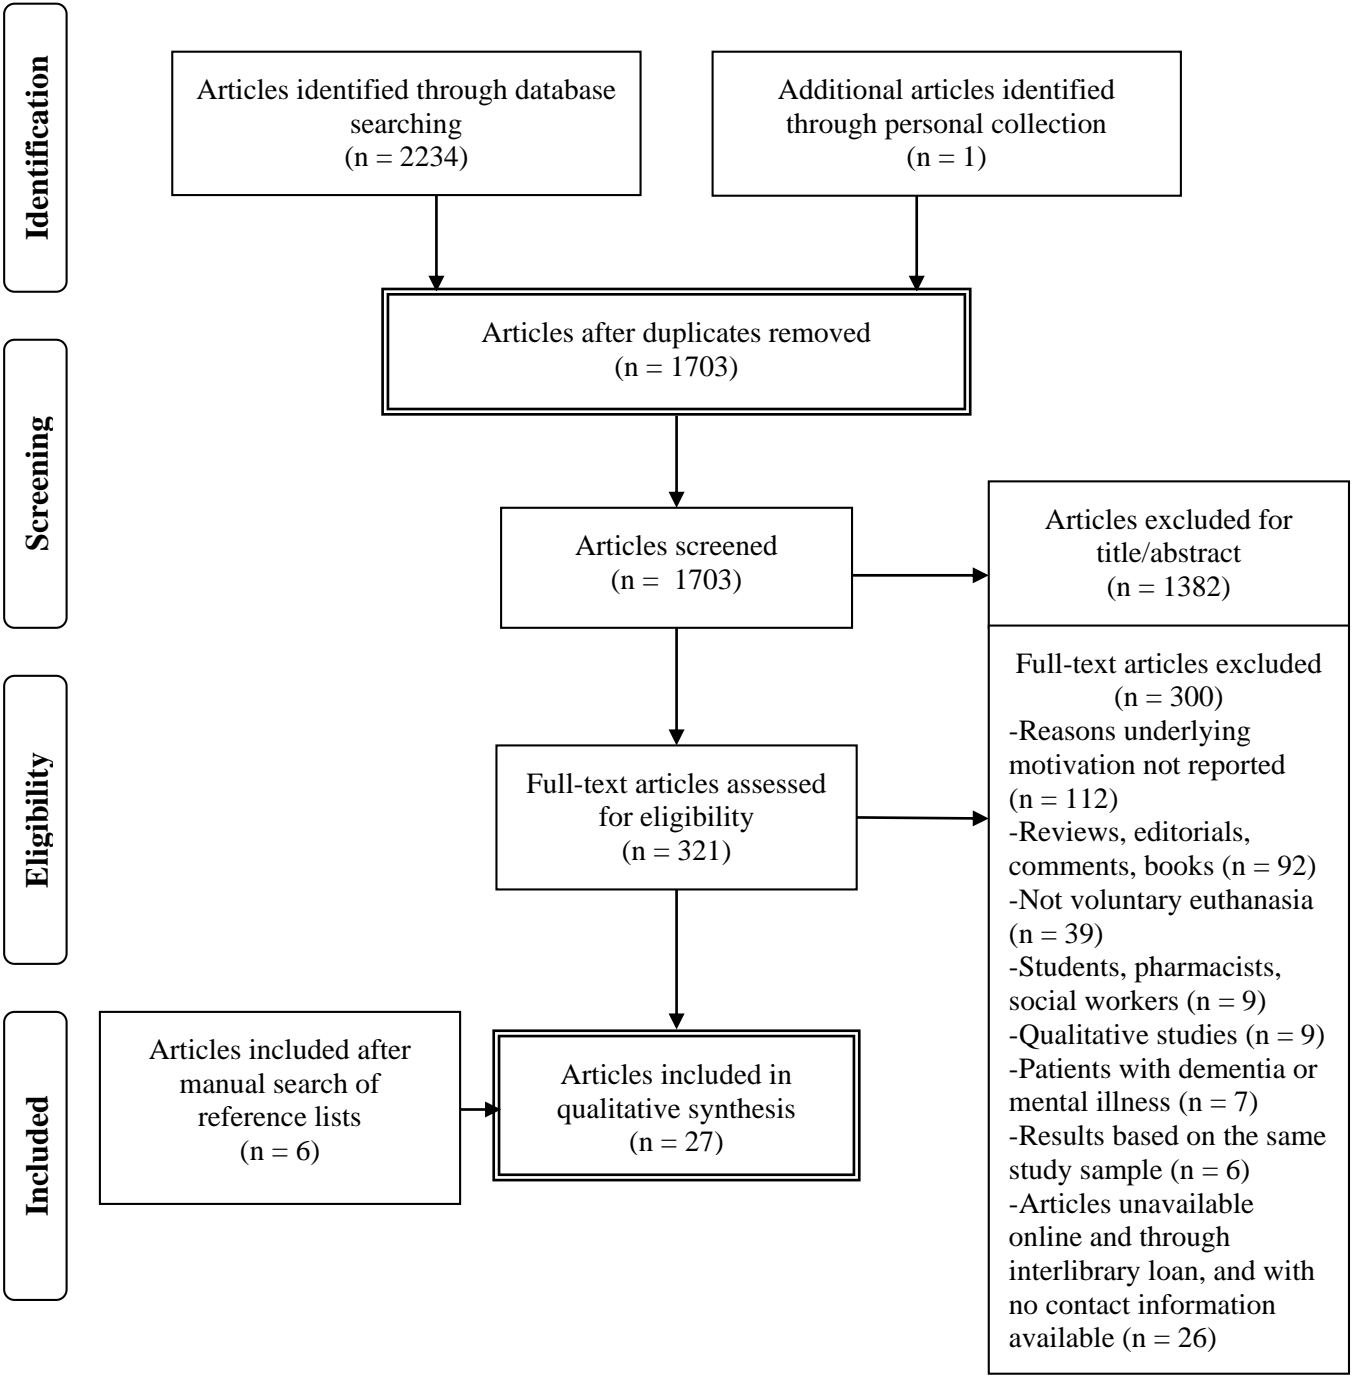 Identification
Articles identified through database
searching
(n = 2234)
Additional articles identified
through personal collection
(n = 1)
Articles after duplicates removed
(n = 1703)
Screening
Articles screened
(n =  1703)
Articles excluded for
title/abstract
(n = 1382)
Eligibility
Full-text articles assessed
for eligibility
(n = 321)
Full-text articles excluded
(n = 300)
-Reasons underlying
motivation not reported
(n = 112)
-Reviews, editorials,
comments, books (n = 92)
-Not voluntary euthanasia
(n = 39)
-Students, pharmacists,
social workers (n = 9)
-Qualitative studies (n = 9)
-Patients with dementia or
mental illness (n = 7)
-Results based on the same
study sample (n = 6)
-Articles unavailable
online and through
interlibrary loan, and with
no contact information
available (n = 26)
Included
Articles included after
manual search of
reference lists
(n = 6)
Articles included in
qualitative synthesis
(n = 27)